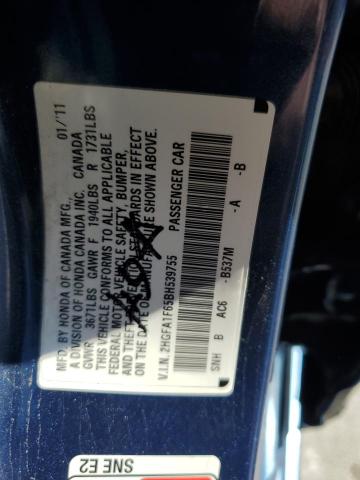 MFD. BY HONDA OF CANADA MFG., 01/'11
A DIVISION OF HONDA CANADA INC, CANADA
GVWR 3671LBS GAWR F 1940LBS R 1731LBS
THIS VEHICLE CONFORMS TO ALL APPLICABLE
FEDERAL MOTOR VEHICLE SAFETY, BUMPER,
AND THEFT STANDARDS IN EFFECT
ON THE DATE OF MANUFACTURE SHOWN ABOVE.
V.I.N. 2HGFA1F65BH539755 PASSENGER CAR
SNH B AC6 -B537M -A -B
SNE E2